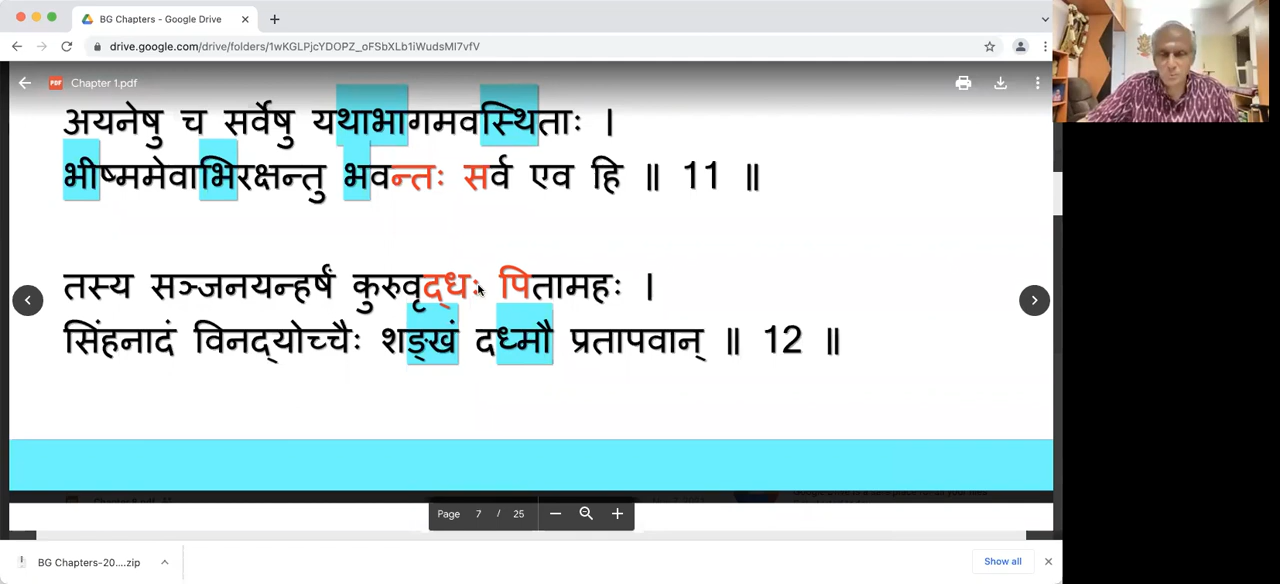 BG Chapters - Google Drive
drive.google.com/drive/folders/1wKGLPjcYDOPZ_oFSbXLb1iWudsMI7vfV
PDF Chapter 1.pdf
अयनेषु च सर्वेषु यथाभागमवस्थिताः ।
भीष्ममेवाभिरक्षन्तु भवन्तः सर्व एव हि ॥ 11 ॥
तस्य सञ्जनयन्हर्षं कुरुवृद्धः पितामहः ।
सिंहनादं विनद्योच्चैः शङ्खं दध्मौ प्रतापवान् ॥ 12 ॥
Page 7 / 25
BG Chapters-20....zip
Show all